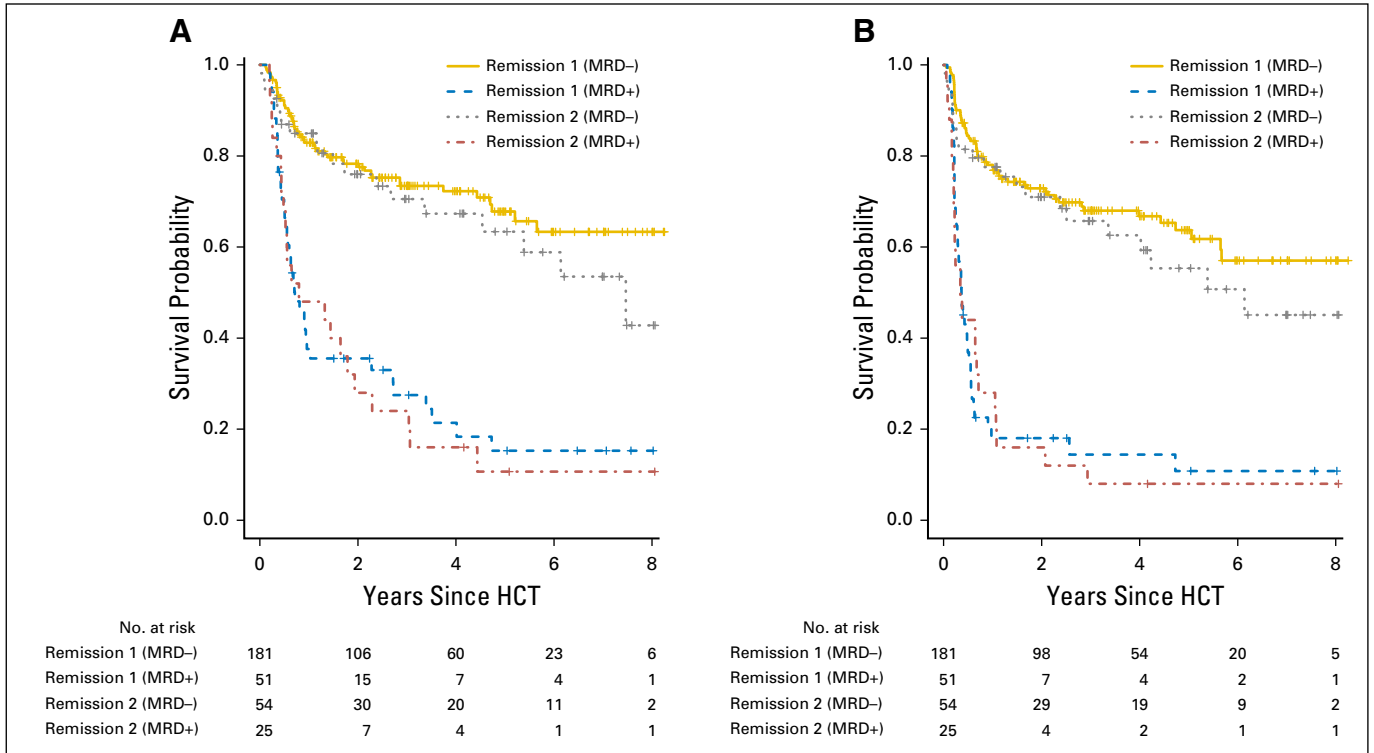 A
Remission 1 (MRD–)
Remission 1 (MRD+)
Remission 2 (MRD–)
Remission 2 (MRD+)
1.0
0.8
0.6
0.4
0.2
0.0
Survival Probability
0 2 4 6 8
Years Since HCT
No. at risk
Remission 1 (MRD–) 181 106 60 23 6
Remission 1 (MRD+) 51 15 7 4 1
Remission 2 (MRD–) 54 30 20 11 2
Remission 2 (MRD+) 25 7 4 1 1
B
Remission 1 (MRD–)
Remission 1 (MRD+)
Remission 2 (MRD–)
Remission 2 (MRD+)
1.0
0.8
0.6
0.4
0.2
0.0
Survival Probability
0 2 4 6 8
Years Since HCT
No. at risk
Remission 1 (MRD–) 181 98 54 20 5
Remission 1 (MRD+) 51 7 4 2 1
Remission 2 (MRD–) 54 29 19 9 2
Remission 2 (MRD+) 25 4 2 1 1